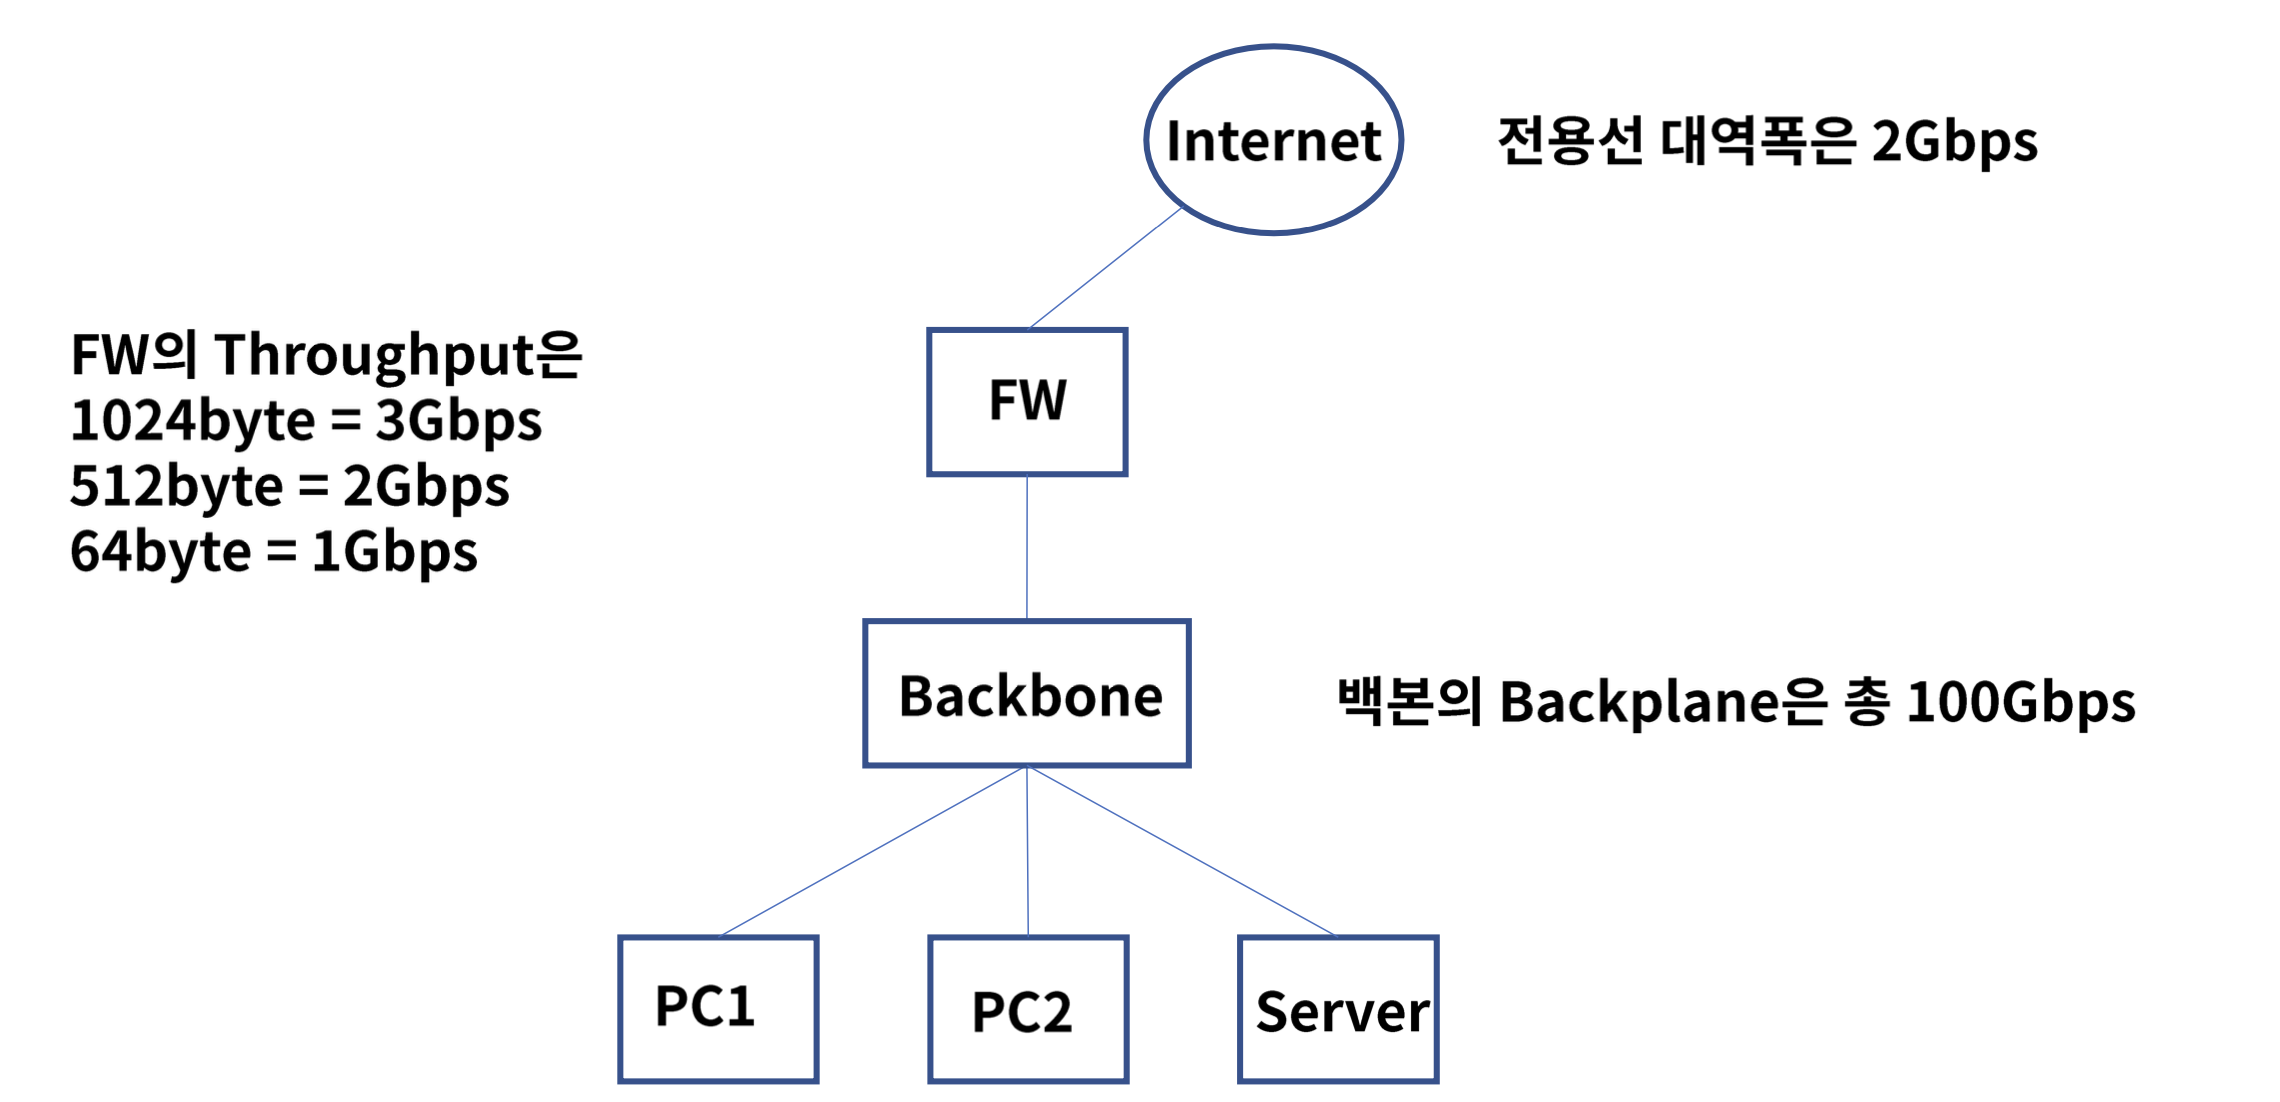 Internet
전용선 대역폭은 2Gbps
FW의 Throughput은
1024byte = 3Gbps
512byte = 2Gbps
64byte = 1Gbps
FW
Backbone
백본의 Backplane은 총 100Gbps
PC1
PC2
Server